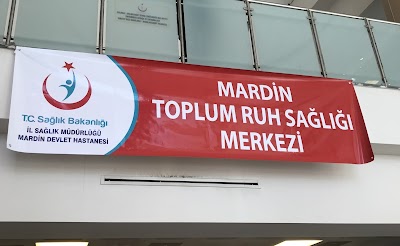 T.C. Sağlık Bakanlığı
İL SAĞLIK MÜDÜRLÜĞÜ
MARDİN DEVLET HASTANESİ
MARDİN
TOPLUM RUH SAĞLIĞI
MERKEZİ